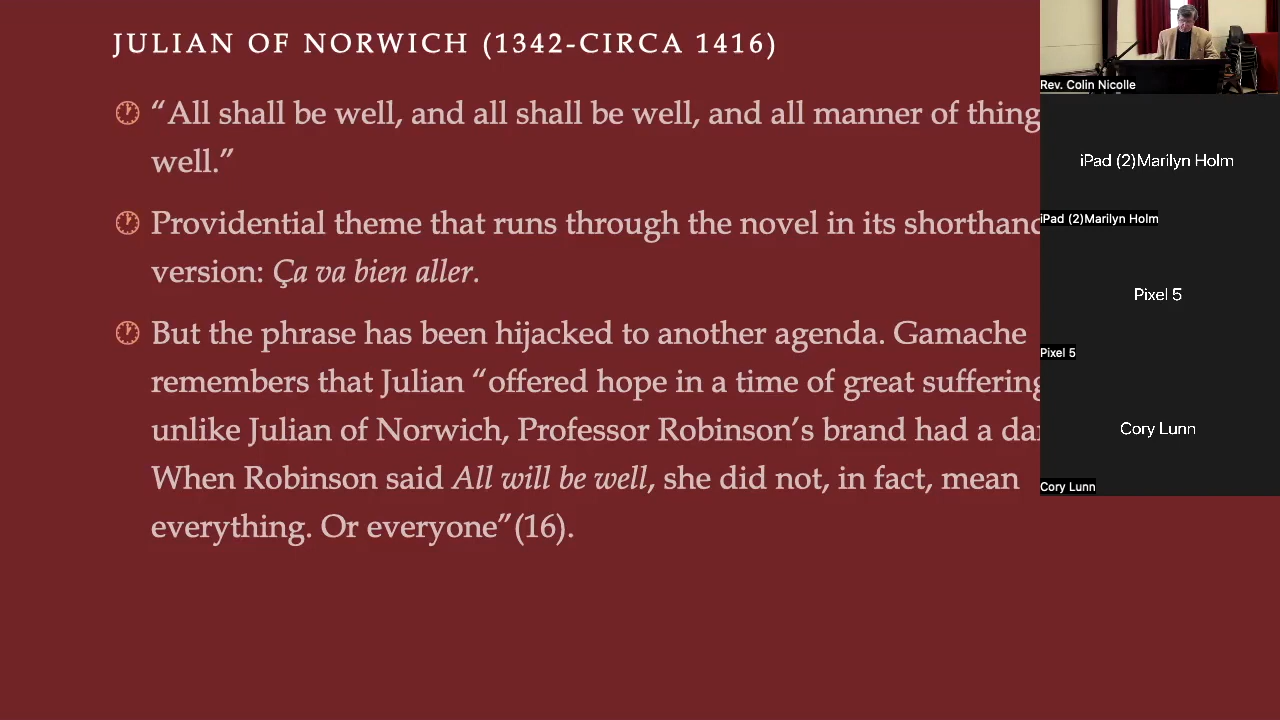 JULIAN OF NORWICH (1342-CIRCA 1416)
“All shall be well, and all shall be well, and all manner of thing
well.”
Providential theme that runs through the novel in its shorthand
version: Ça va bien aller.
But the phrase has been hijacked to another agenda. Gamache
remembers that Julian “offered hope in a time of great suffering
unlike Julian of Norwich, Professor Robinson’s brand had a
When Robinson said All will be well, she did not, in fact, mean
everything. Or everyone”(16).
Rev. Colin Nicolle
iPad (2)Marilyn Holm
iPad (2)Marilyn Holm
Pixel 5
Pixel 5
Cory Lunn
Cory Lunn